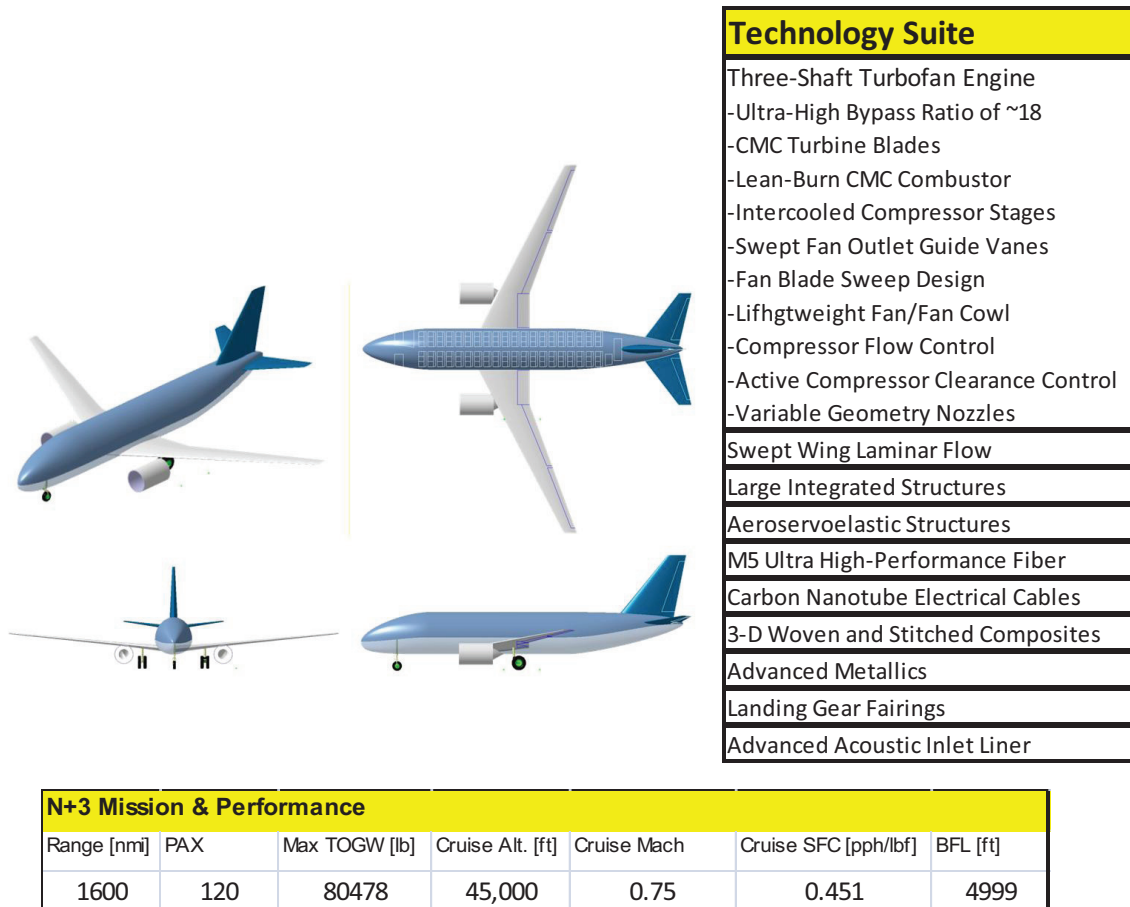 Technology Suite
Three-Shaft Turbofan Engine
-Ultra-High Bypass Ratio of ~18
-CMC Turbine Blades
-Lean-Burn CMC Combustor
-Intercooled Compressor Stages
-Swept Fan Outlet Guide Vanes
-Fan Blade Sweep Design
-Lifhgtweight Fan/Fan Cowl
-Compressor Flow Control
-Active Compressor Clearance Control
-Variable Geometry Nozzles
Swept Wing Laminar Flow
Large Integrated Structures
Aeroservoelastic Structures
M5 Ultra High-Performance Fiber
Carbon Nanotube Electrical Cables
3-D Woven and Stitched Composites
Advanced Metallics
Landing Gear Fairings
Advanced Acoustic Inlet Liner
N+3 Mission & Performance
Range [nmi] PAX Max TOGW [lb] Cruise Alt. [ft] Cruise Mach Cruise SFC [pph/lbf] BFL [ft]
1600 120 80478 45,000 0.75 0.451 4999